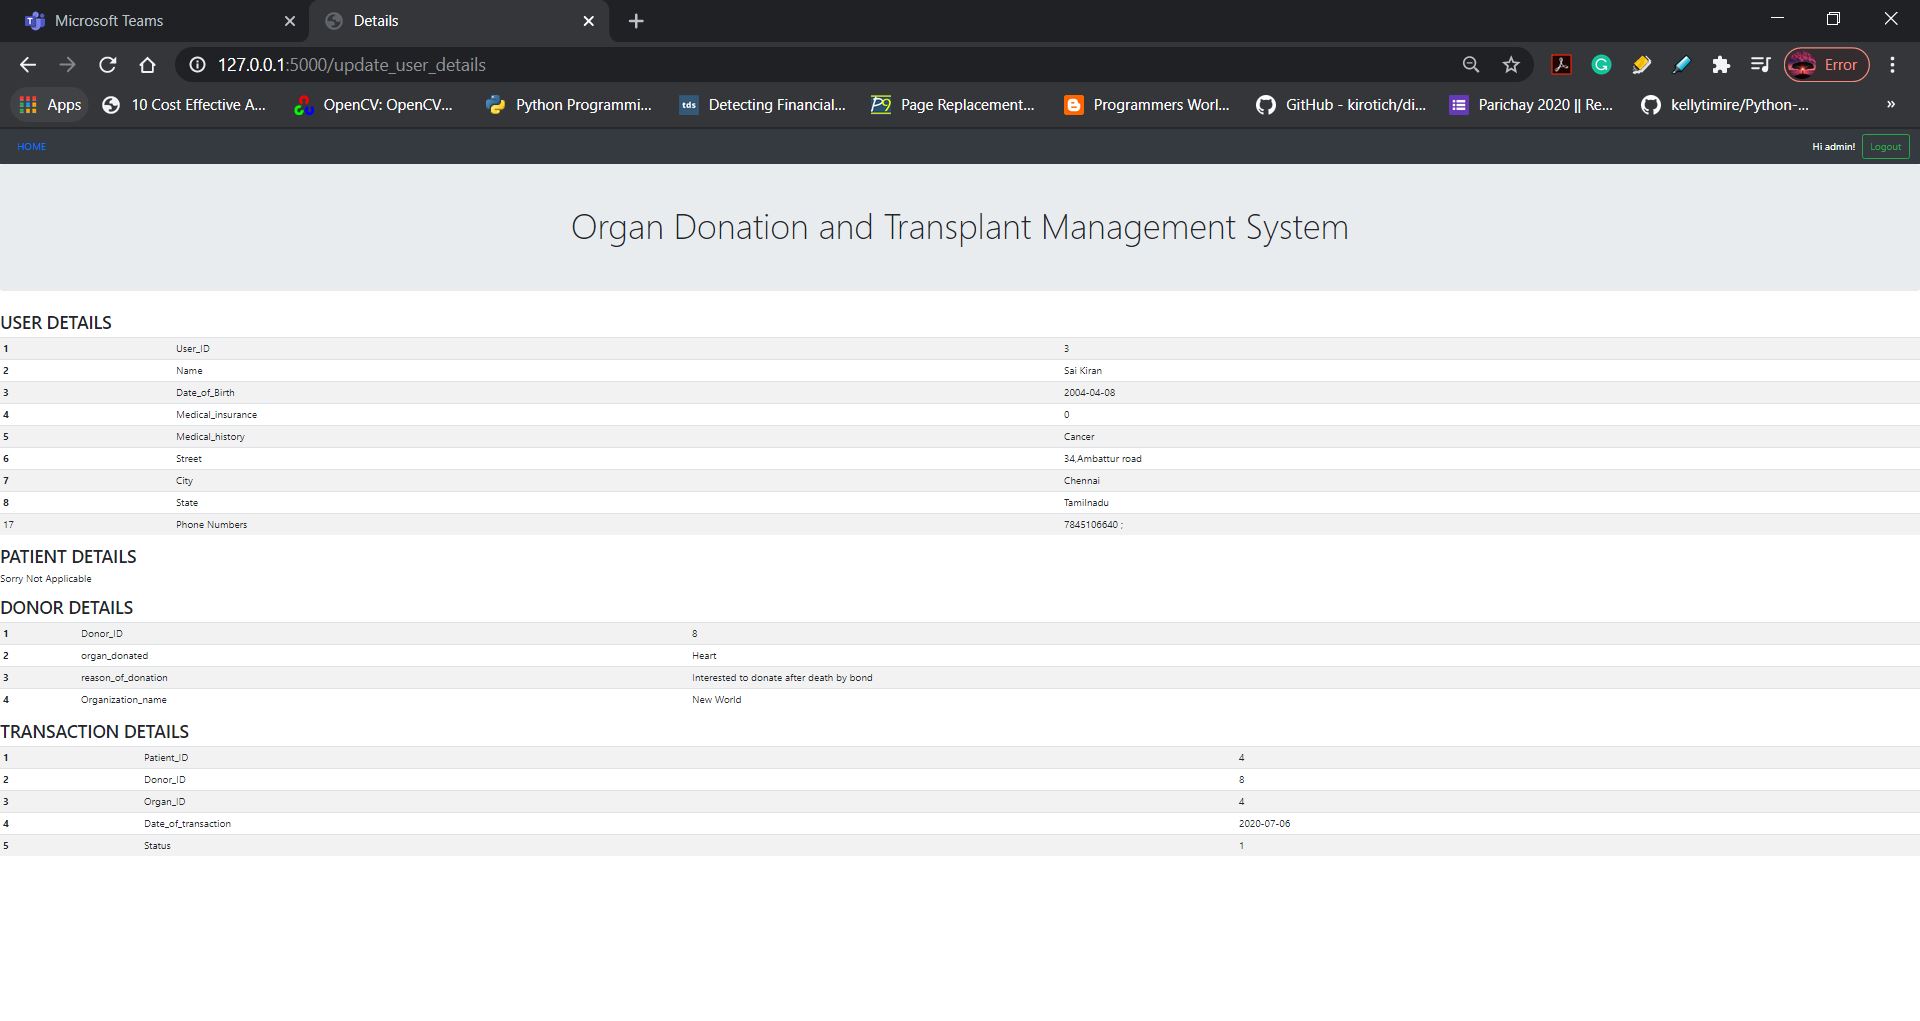 Microsoft Teams
Details
127.0.0.1:5000/update_user_details
Error
Apps
10 Cost Effective A...
OpenCV: OpenCV...
Python Programmi...
tds
Detecting Financial...
P9
Page Replacement...
Programmers Worl...
GitHub - kirotich/di...
Parichay 2020 || Re...
kellytimire/Python-...
»
HOME
Hi admin!
Logout
Organ Donation and Transplant Management System
USER DETAILS
1 User_ID 3
2 Name Sai Kiran
3 Date_of_Birth 2004-04-08
4 Medical_insurance 0
5 Medical_history Cancer
6 Street 34,Ambattur road
7 City Chennai
8 State Tamilnadu
17 Phone Numbers 7845106640 ;
PATIENT DETAILS
Sorry Not Applicable
DONOR DETAILS
1 Donor_ID 8
2 organ_donated Heart
3 reason_of_donation Interested to donate after death by bond
4 Organization_name New World
TRANSACTION DETAILS
1 Patient_ID 4
2 Donor_ID 8
3 Organ_ID 4
4 Date_of_transaction 2020-07-06
5 Status 1